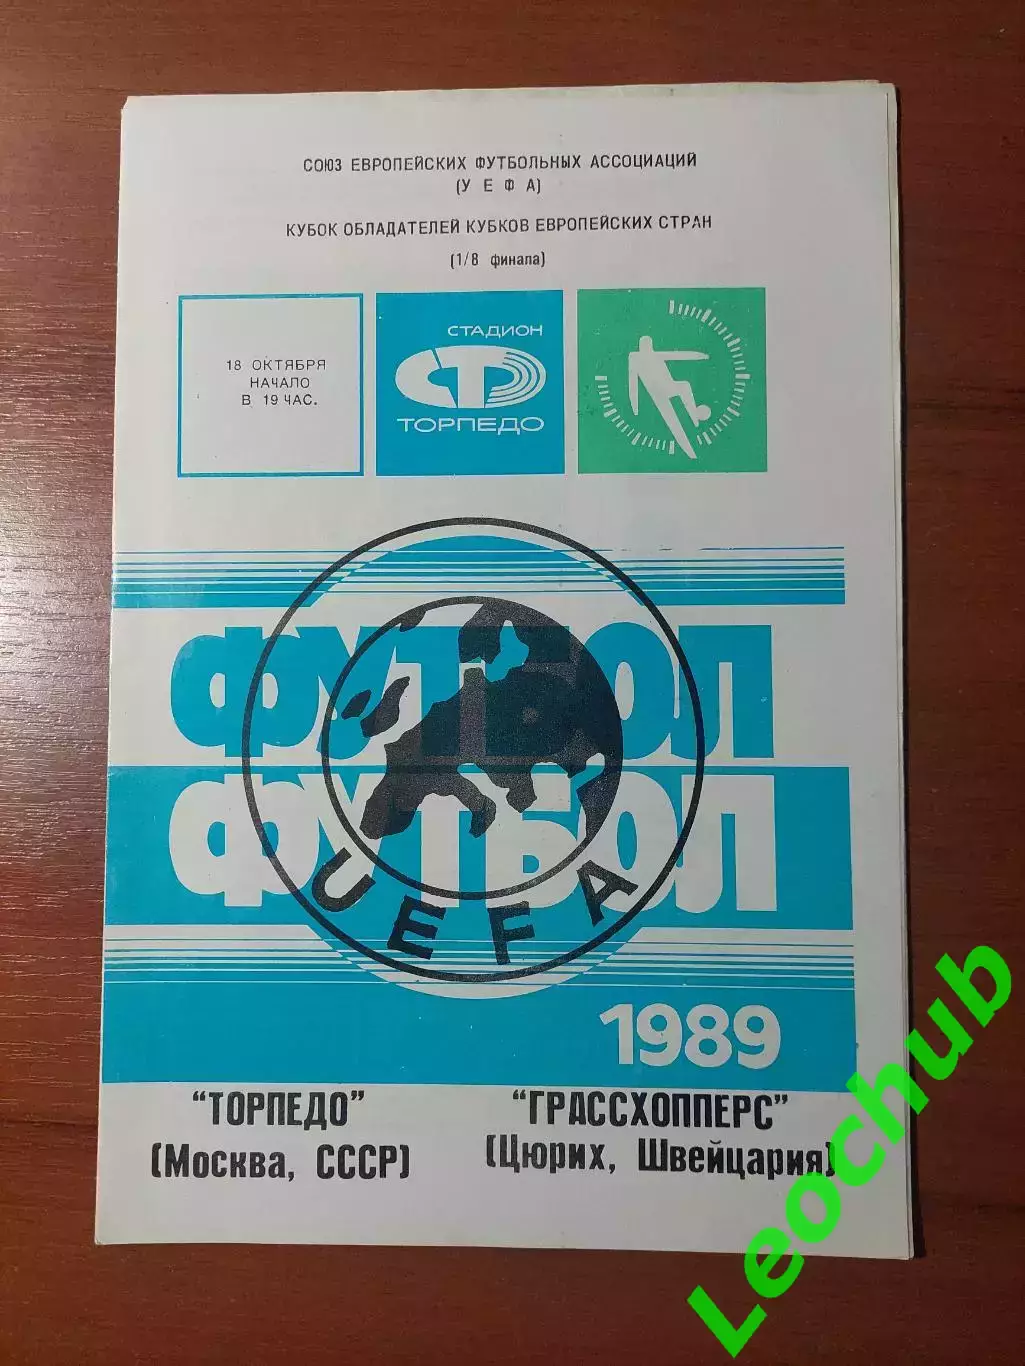 СОЮЗ ЕВРОПЕЙСКИХ ФУТБОЛЬНЫХ АССОЦИАЦИЙ
(У Е Ф А)
КУБОК ОБЛАДАТЕЛЕЙ КУБКОВ ЕВРОПЕЙСКИХ СТРАН
(1/8 финала)
18 ОКТЯБРЯ
НАЧАЛО
В 19 ЧАС.
СТАДИОН
ТОРПЕДО
ФУТБОЛ
ФУТБОЛ
UEFA
1989
"ТОРПЕДО"
(Москва, СССР)
"ГРАССХОППЕРС"
(Цюрих, Швейцария)
Leochub